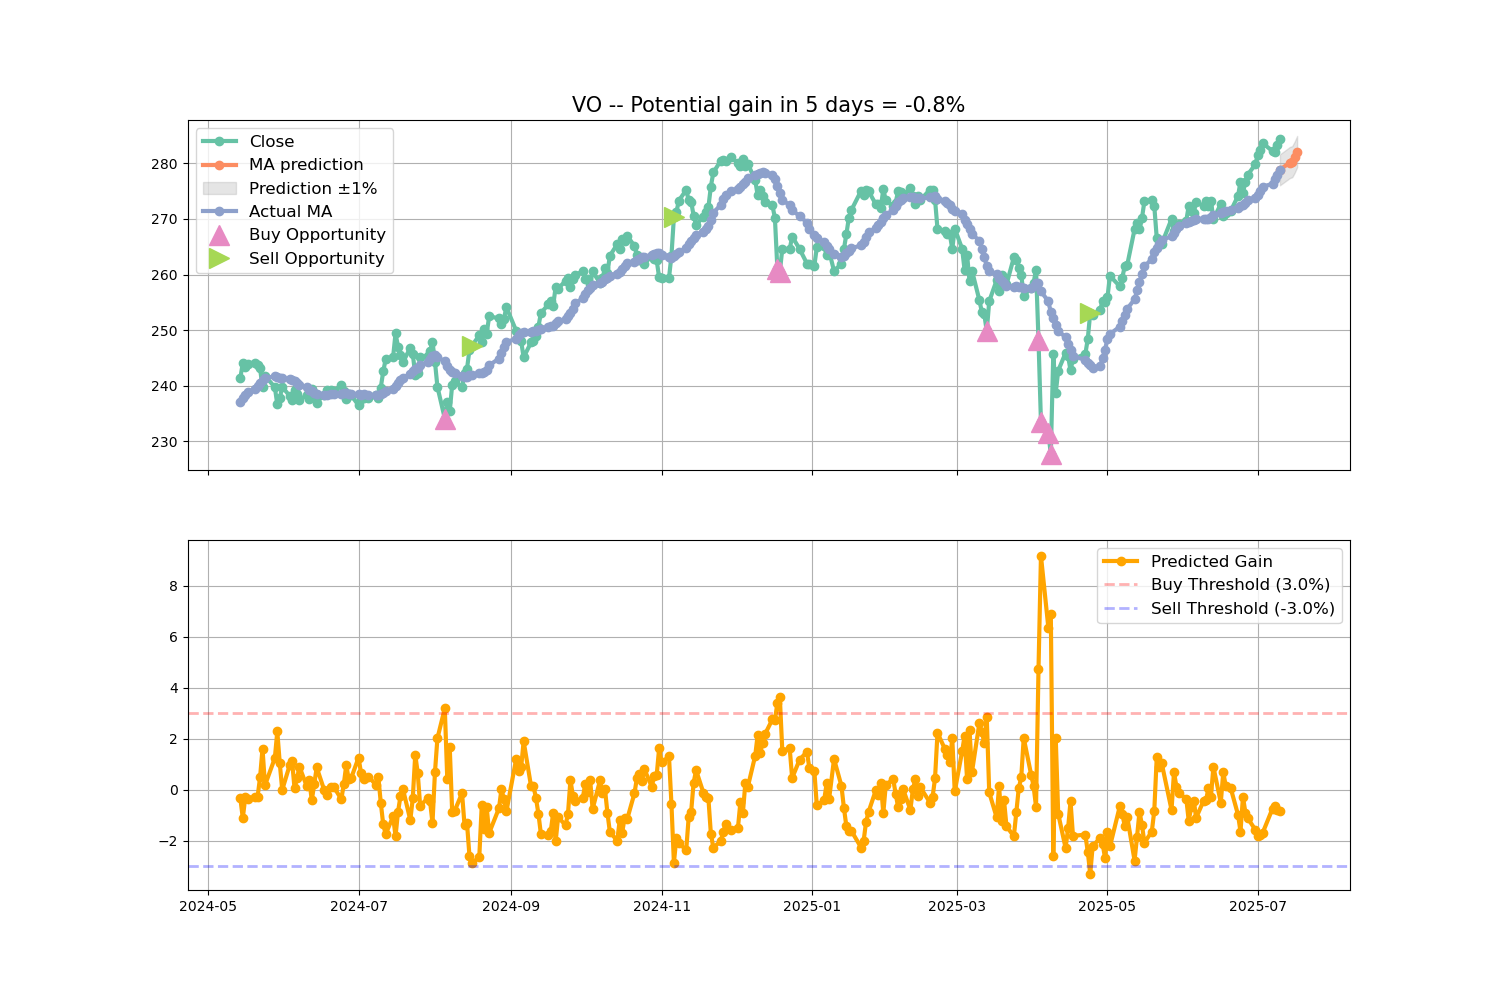 VO -- Potential gain in 5 days = -0.8%
Close
MA prediction
Prediction ±1%
Actual MA
Buy Opportunity
Sell Opportunity
280
270
260
250
240
230
Predicted Gain
Buy Threshold (3.0%)
Sell Threshold (-3.0%)
8
6
4
2
0
−2
2024-05
2024-07
2024-09
2024-11
2025-01
2025-03
2025-05
2025-07